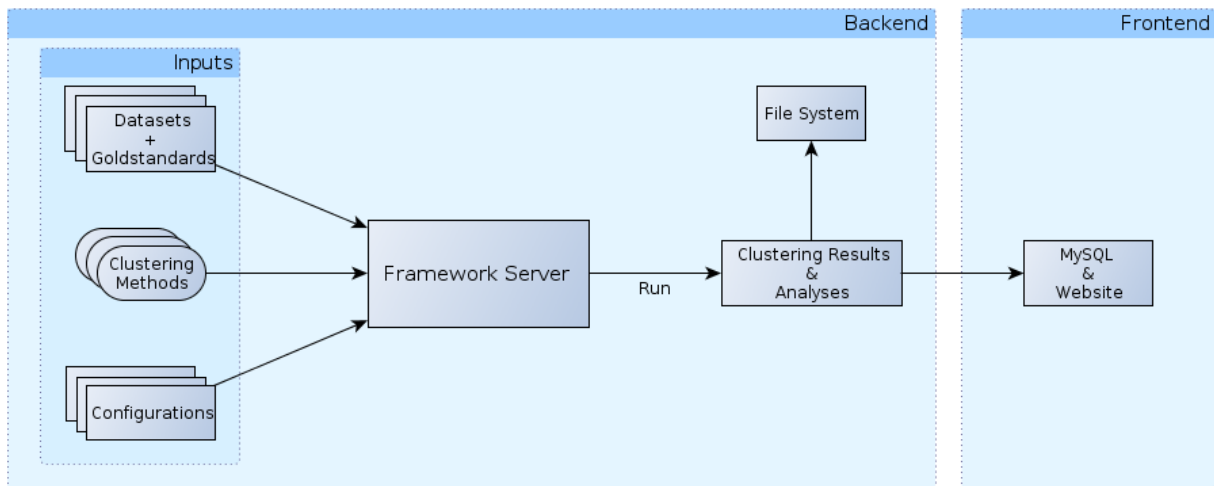 Backend
Frontend
Inputs
Datasets
+
Goldstandards
Clustering
Methods
Configurations
Framework Server
Run
File System
Clustering Results
&
Analyses
MySQL
&
Website